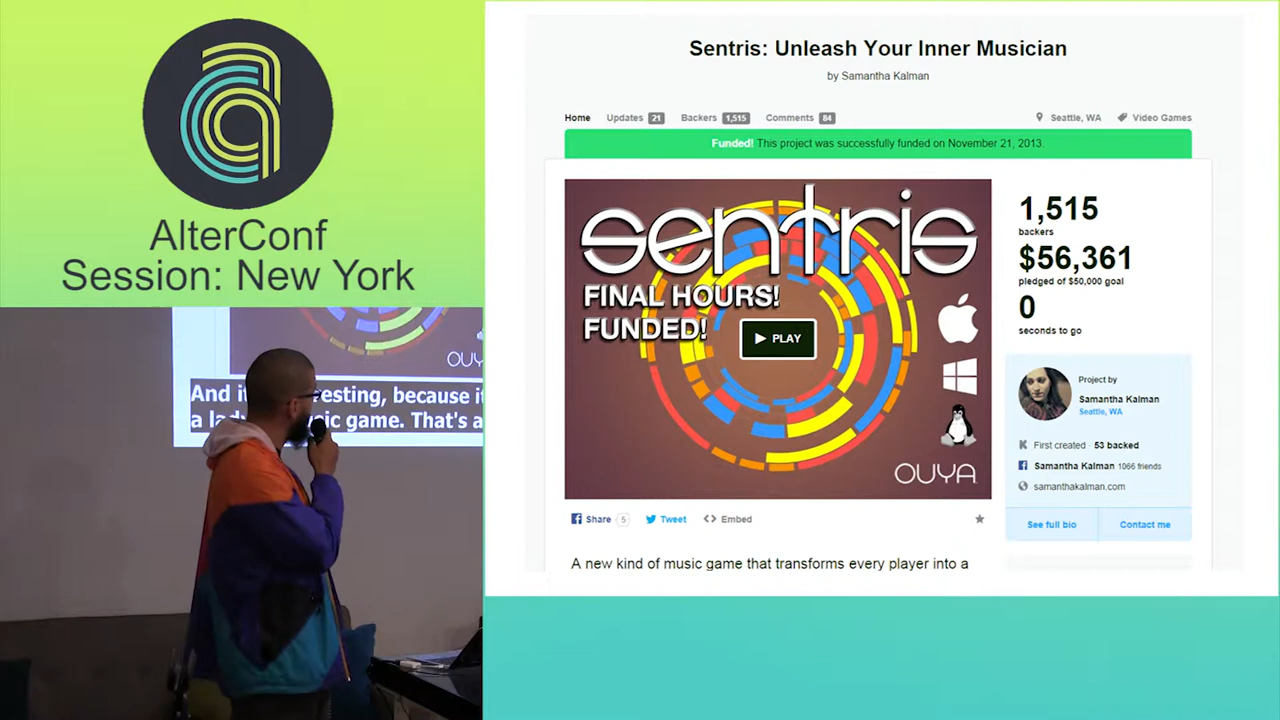 AlterConf
Session: New York
OUYA
And i esting, because i
a la ic game. That's a
Sentris: Unleash Your Inner Musician
by Samantha Kalman
Home Updates 21 Backers 1,515 Comments 84 Seattle, WA Video Games
Funded! This project was successfully funded on November 21, 2013.
sentris
FINAL HOURS!
FUNDED!
PLAY
OUYA
1,515
backers
$56,361
pledged of $50,000 goal
0
seconds to go
Project by
Samantha Kalman
Seattle, WA
First created · 53 backed
Samantha Kalman 1066 friends
samanthakalman.com
See full bio Contact me
Share 5 Tweet Embed
A new kind of music game that transforms every player into a